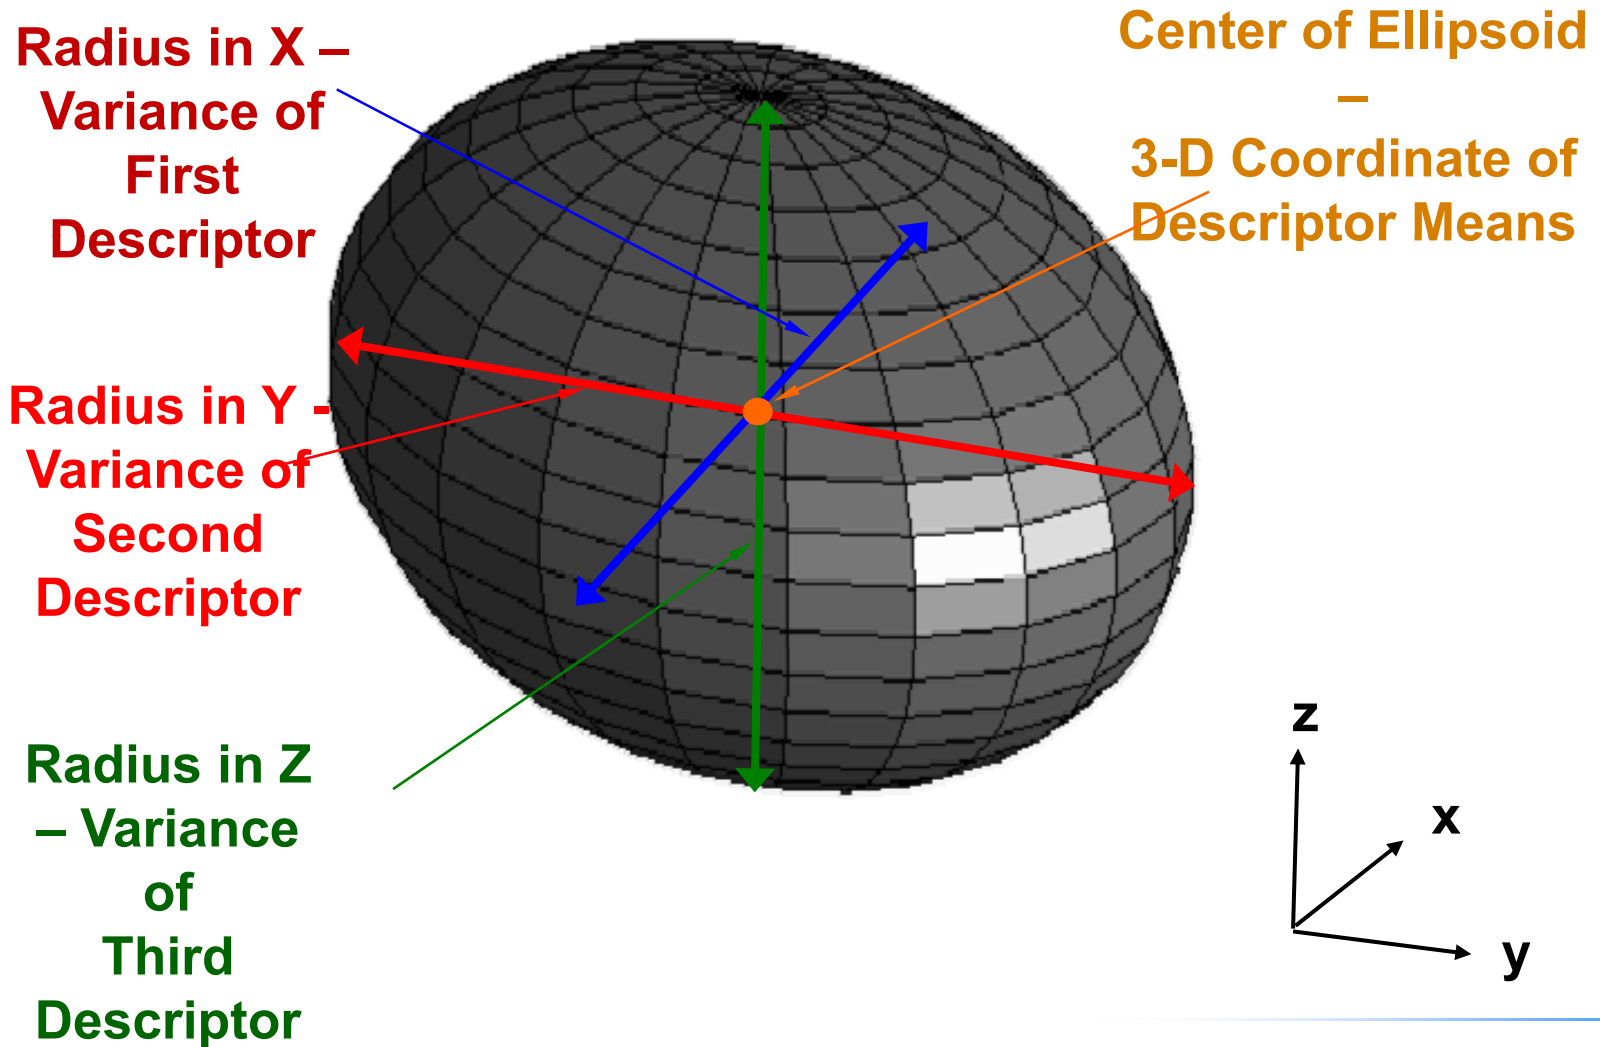 Radius in X –
Variance of
First
Descriptor
Center of Ellipsoid
–
3-D Coordinate of
Descriptor Means
Radius in Y -
Variance of
Second
Descriptor
Radius in Z
– Variance
of
Third
Descriptor
z
x
y